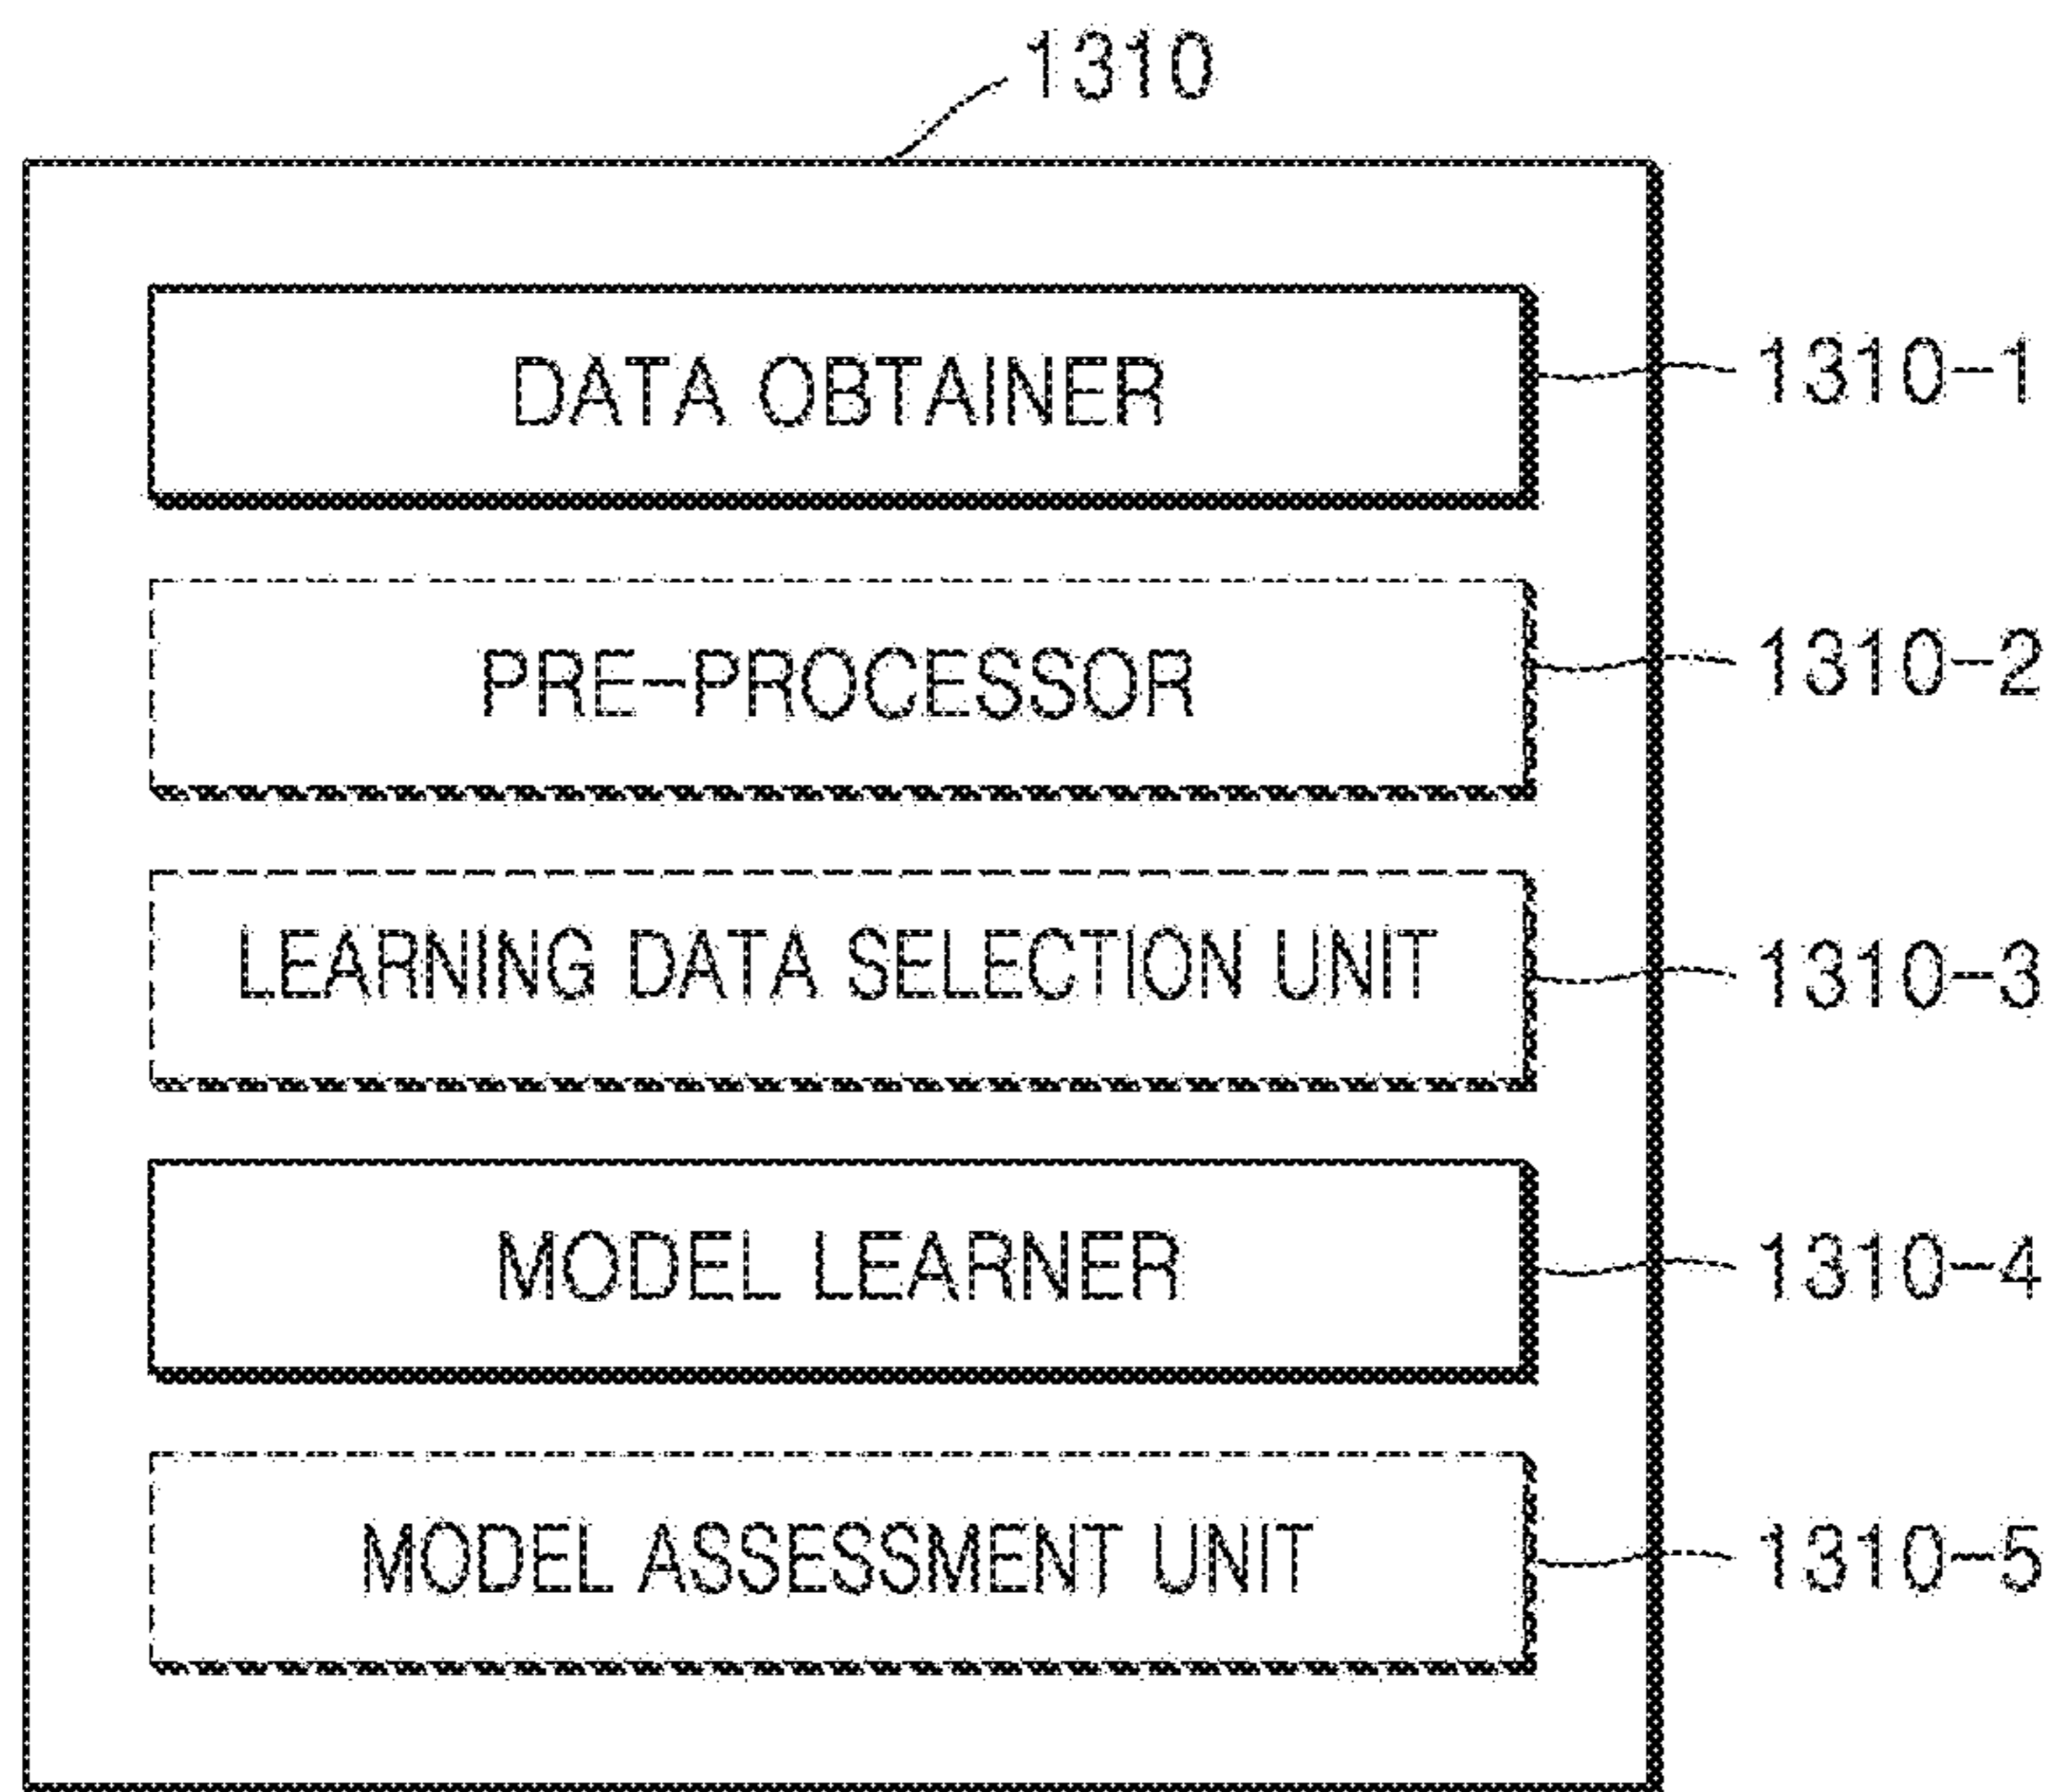 1310
DATA OBTAINER
1310-1
PRE-PROCESSOR
1310-2
LEARNING DATA SELECTION UNIT
1310-3
MODEL LEARNER
1310-4
MODEL ASSESSMENT UNIT
1310-5